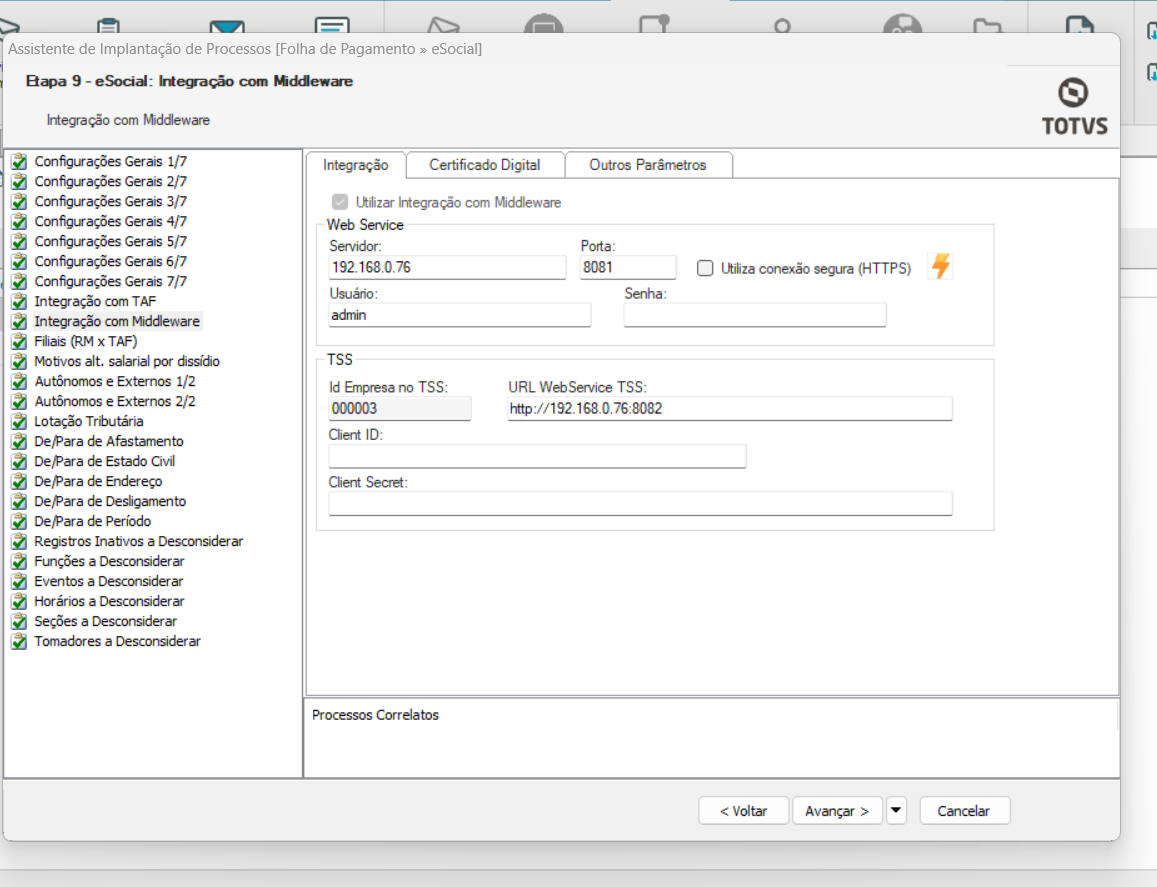 Assistente de Implantação de Processos [Folha de Pagamento » eSocial]
Etapa 9 - eSocial: Integração com Middleware
Integração com Middleware
TOTVS
Configurações Gerais 1/7
Configurações Gerais 2/7
Configurações Gerais 3/7
Configurações Gerais 4/7
Configurações Gerais 5/7
Configurações Gerais 6/7
Configurações Gerais 7/7
Integração com TAF
Integração com Middleware
Filiais (RM x TAF)
Motivos alt. salarial por dissídio
Autônomos e Externos 1/2
Autônomos e Externos 2/2
Lotação Tributária
De/Para de Afastamento
De/Para de Estado Civil
De/Para de Endereço
De/Para de Desligamento
De/Para de Período
Registros Inativos a Desconsiderar
Funções a Desconsiderar
Eventos a Desconsiderar
Horários a Desconsiderar
Seções a Desconsiderar
Tomadores a Desconsiderar
Integração Certificado Digital Outros Parâmetros
Utilizar Integração com Middleware
Web Service
Servidor: Porta:
192.168.0.76 8081 Utiliza conexão segura (HTTPS)
Usuário: Senha:
admin
TSS
Id Empresa no TSS: URL WebService TSS:
000003 http://192.168.0.76:8082
Client ID:
Client Secret:
Processos Correlatos
< Voltar Avançar > Cancelar